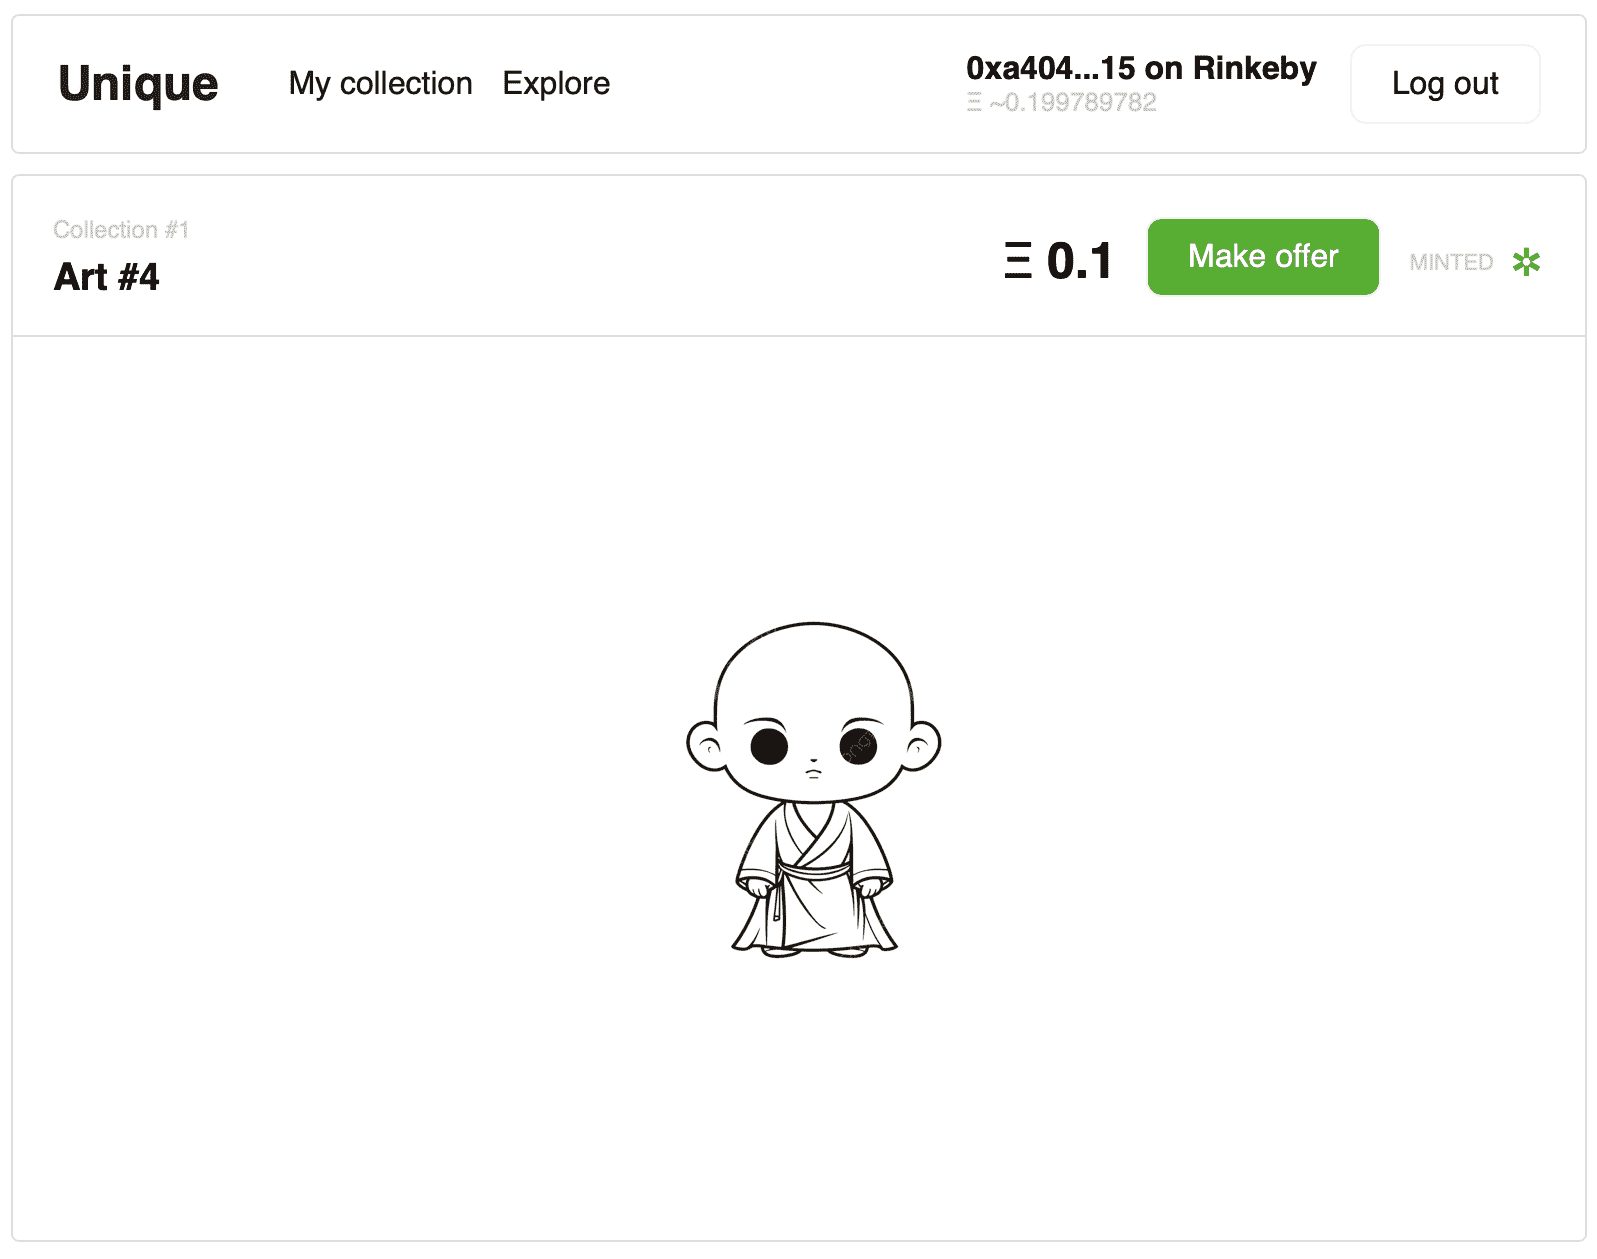 Unique
My collection
Explore
0xa404...15 on Rinkeby
Ξ ~0.199789782
Log out
Collection #1
Art #4
Ξ 0.1
Make offer
MINTED